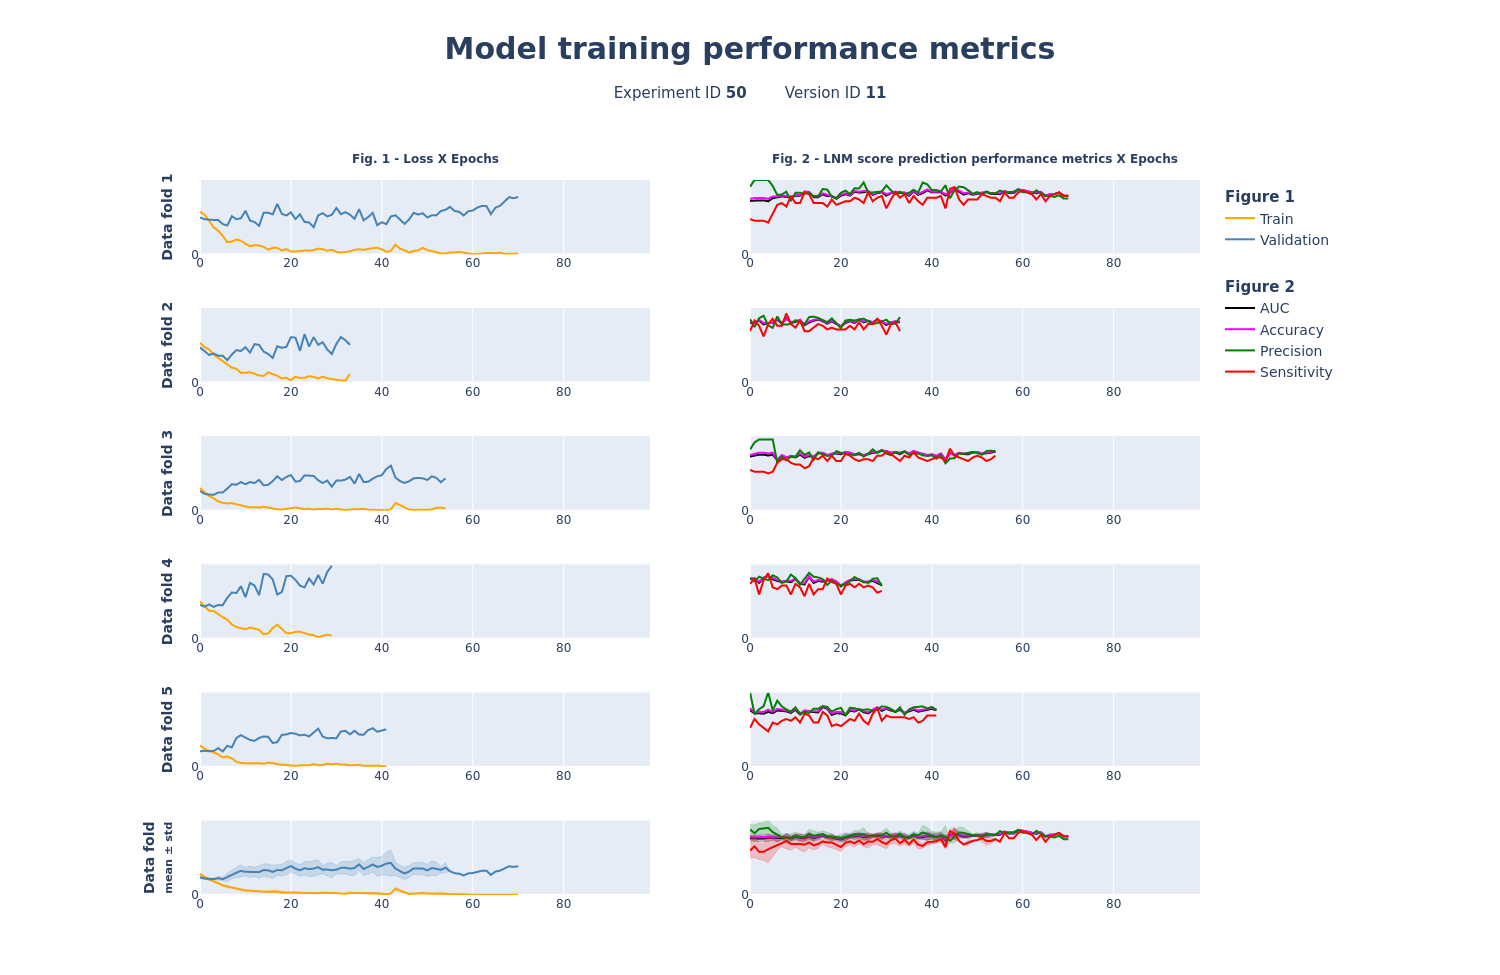 Model training performance metrics
Experiment ID 50 Version ID 11
Fig. 1 - Loss X Epochs
Fig. 2 - LNM score prediction performance metrics X Epochs
Data fold 1
0
0 20 40 60 80
0
0 20 40 60 80
Figure 1
Train
Validation
Figure 2
AUC
Accuracy
Precision
Sensitivity
Data fold 2
0
0 20 40 60 80
0
0 20 40 60 80
Data fold 3
0
0 20 40 60 80
0
0 20 40 60 80
Data fold 4
0
0 20 40 60 80
0
0 20 40 60 80
Data fold 5
0
0 20 40 60 80
0
0 20 40 60 80
Data fold
mean ± std
0
0 20 40 60 80
0
0 20 40 60 80